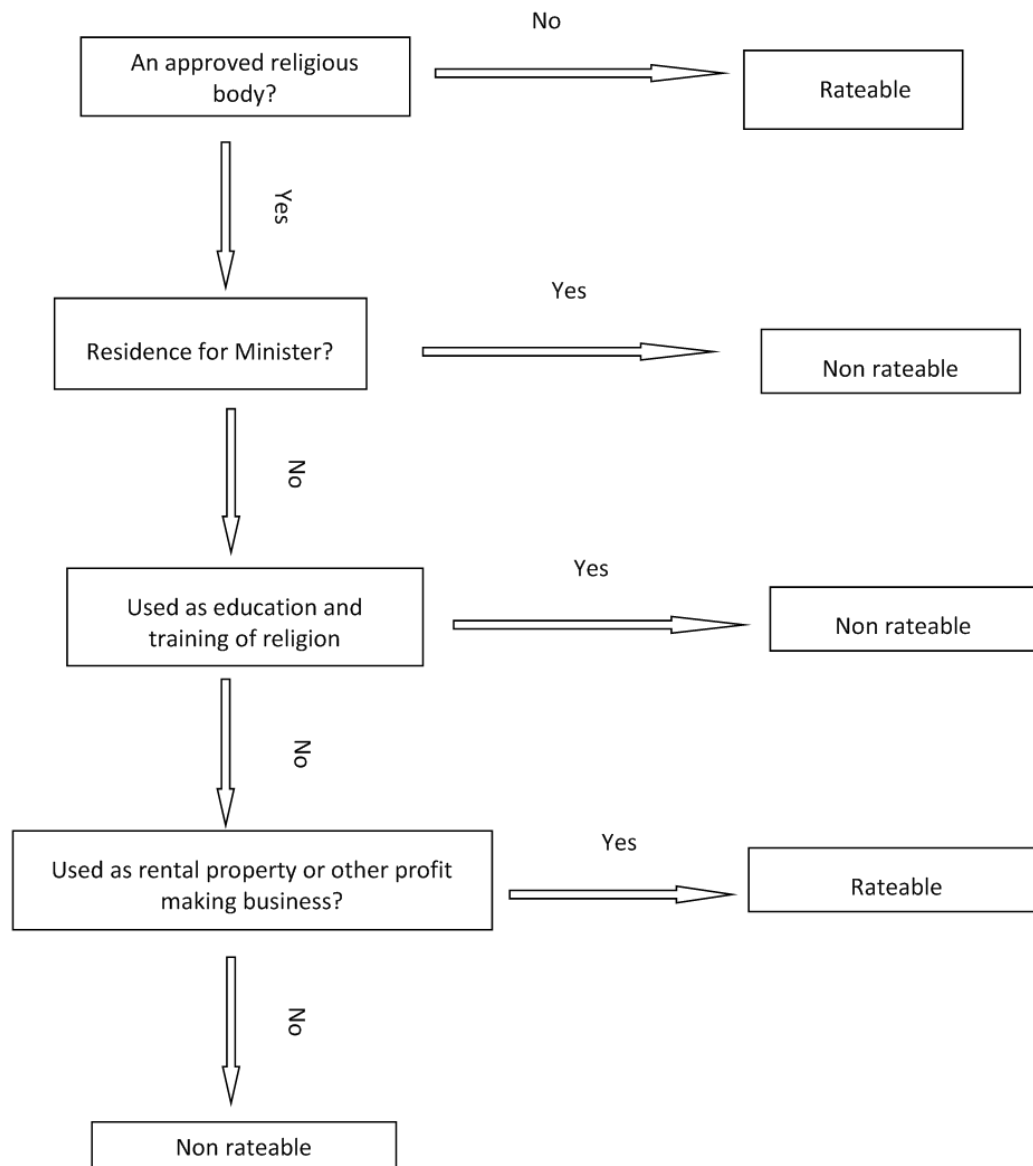 No
An approved religious
body?
Rateable
Yes
Yes
Residence for Minister?
Non rateable
No
Yes
Used as education and
training of religion
Non rateable
No
Yes
Used as rental property or other profit
making business?
Rateable
No
Non rateable